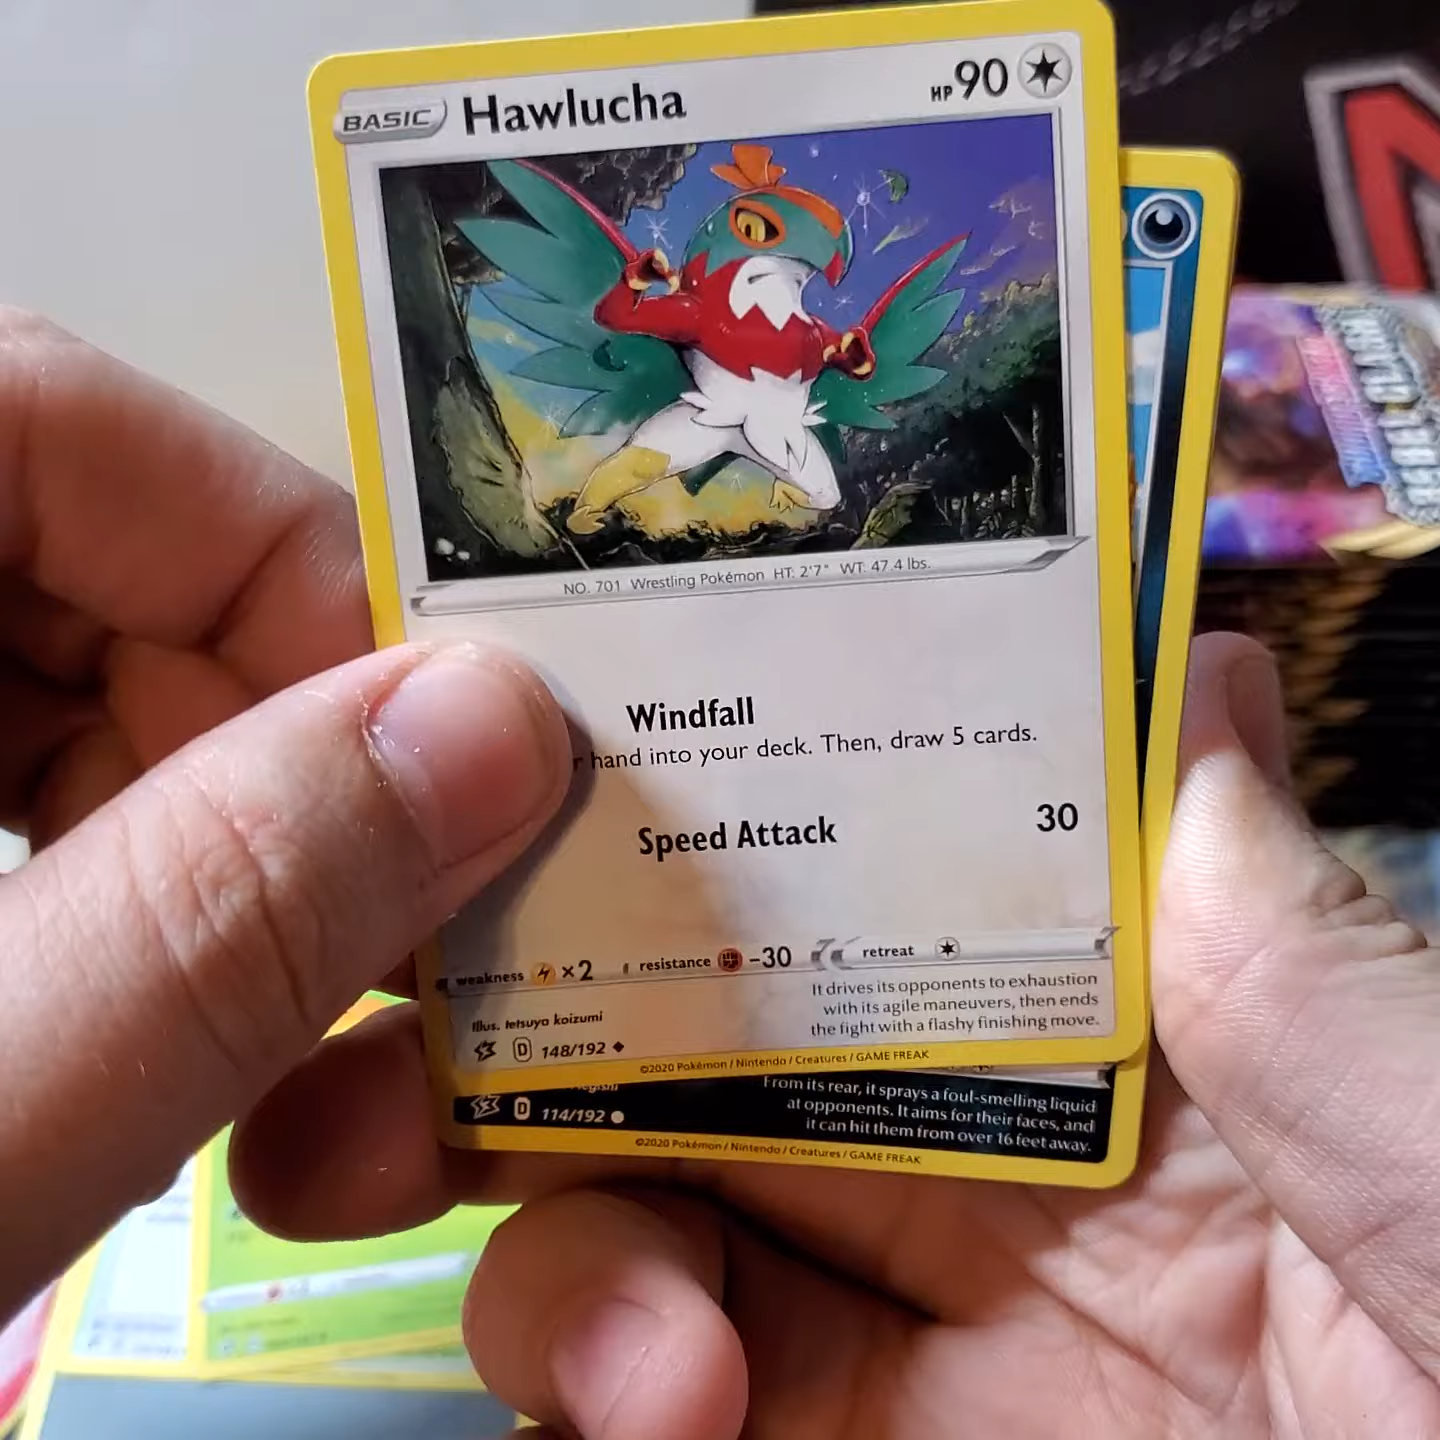 BASIC Hawlucha HP 90
NO. 701 Wrestling Pokémon HT: 2'7" WT: 47.4 lbs.
Windfall
hand into your deck. Then, draw 5 cards.
Speed Attack 30
weakness ×2 resistance -30 retreat
It drives its opponents to exhaustion
with its agile maneuvers, then ends
the fight with a flashy finishing move.
Illus. tetsuya koizumi
D 148/192
©2020 Pokémon / Nintendo / Creatures / GAME FREAK
From its rear, it sprays a foul-smelling liquid
at opponents. It aims for their faces, and
it can hit them from over 16 feet away.
D 114/192
©2020 Pokémon / Nintendo / Creatures / GAME FREAK